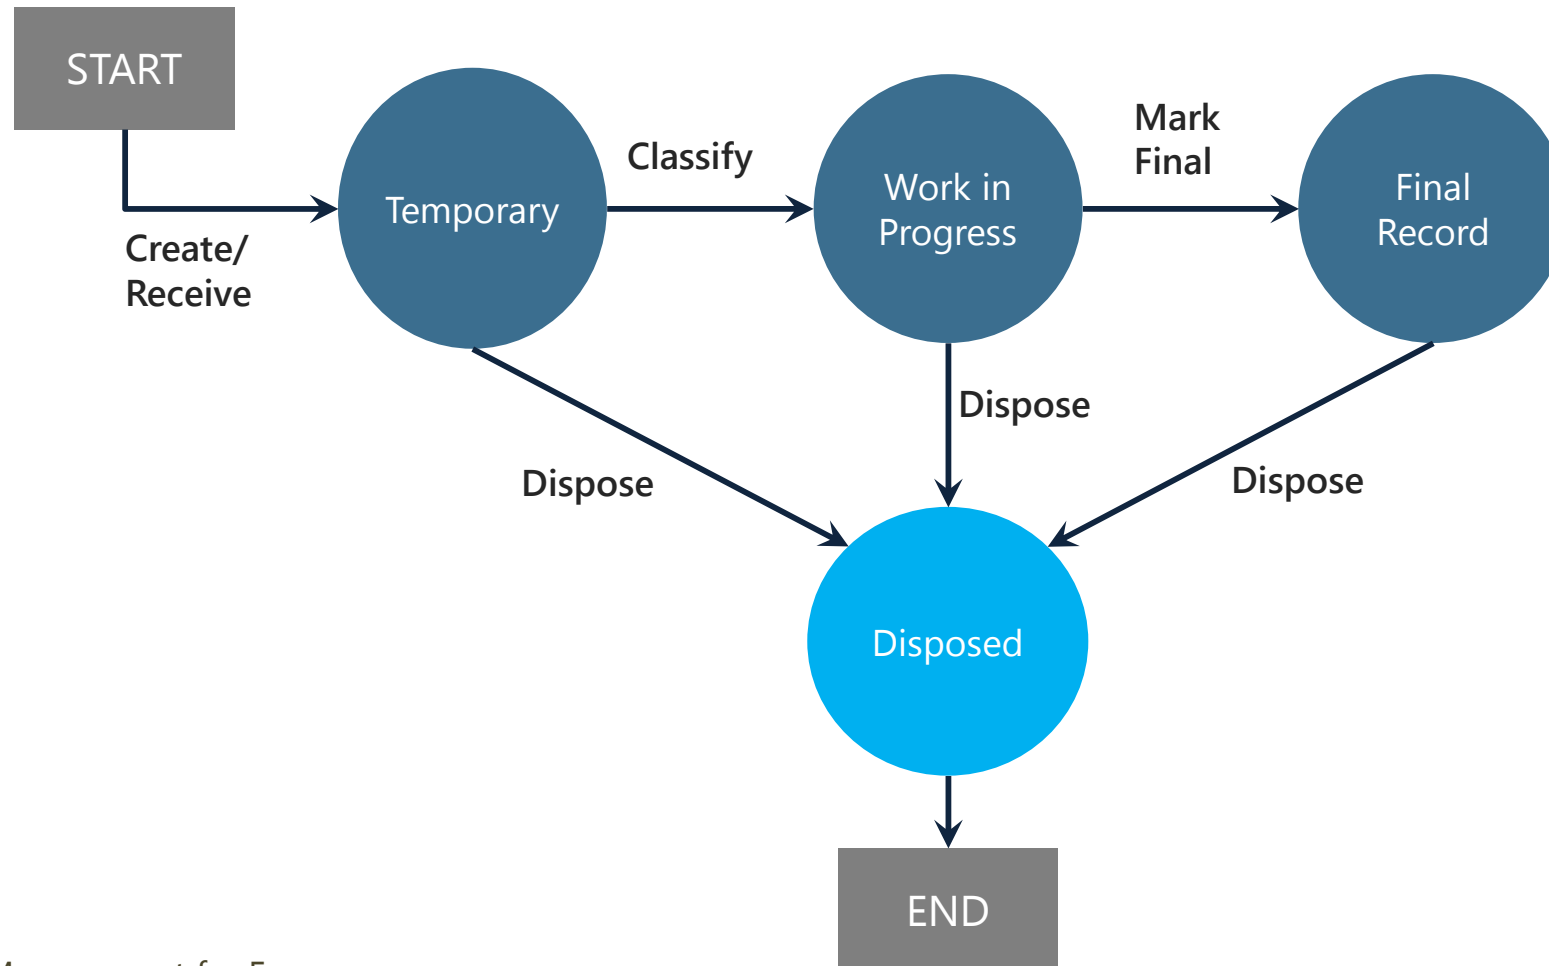 START
Create/
Receive
Temporary
Classify
Work in
Progress
Mark
Final
Final
Record
Dispose
Dispose
Dispose
Disposed
END